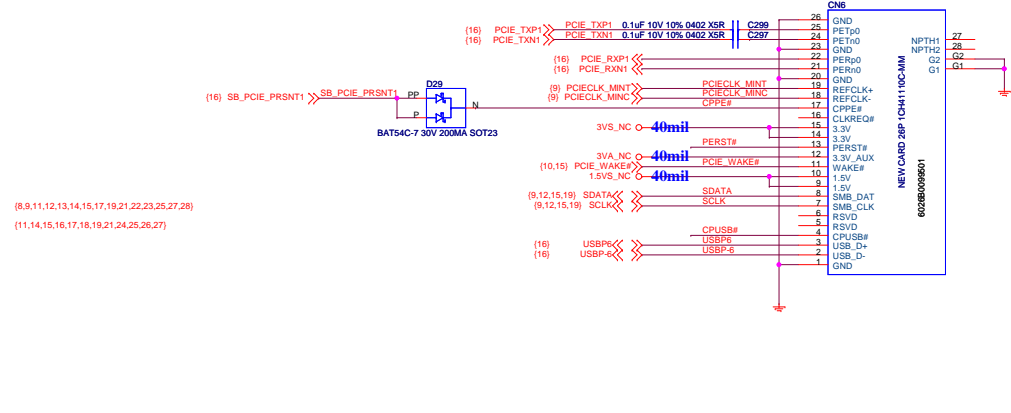 CN6
{16} PCIE_TXP1 PCIE_TXP1 0.1uF 10V 10% 0402 X5R C299
{16} PCIE_TXN1 PCIE_TXN1 0.1uF 10V 10% 0402 X5R C297
{16} PCIE_RXP1
{16} PCIE_RXN1
{9} PCIECLK_MINT PCIECLK_MINT
{9} PCIECLK_MINC PCIECLK_MINC
CPPE#
D29
{16} SB_PCIE_PRSNT1 SB_PCIE_PRSNT1 PP
N
P
BAT54C-7 30V 200MA SOT23
3VS_NC 40mil
PERST#
3VA_NC 40mil
{10,15} PCIE_WAKE# PCIE_WAKE#
1.5VS_NC 40mil
{9,12,15,19} SDATA SDATA
{9,12,15,19} SCLK SCLK
CPUSB#
{16} USBP6 USBP6
{16} USBP-6 USBP-6
26 GND
25 PETp0
24 PETn0
23 GND
22 PERp0
21 PERn0
20 GND
19 REFCLK+
18 REFCLK-
17 CPPE#
16 CLKREQ#
15 3.3V
14 3.3V
13 PERST#
12 3.3V_AUX
11 WAKE#
10 1.5V
9 1.5V
8 SMB_DAT
7 SMB_CLK
6 RSVD
5 RSVD
4 CPUSB#
3 USB_D+
2 USB_D-
1 GND
NPTH1 27
NPTH2 28
G2 G2
G1 G1
NEW CARD 26P 1CH41110C-MM
6026B0099501
{8,9,11,12,13,14,15,17,19,21,22,23,25,27,28}
{11,14,15,16,17,18,19,21,24,25,26,27}